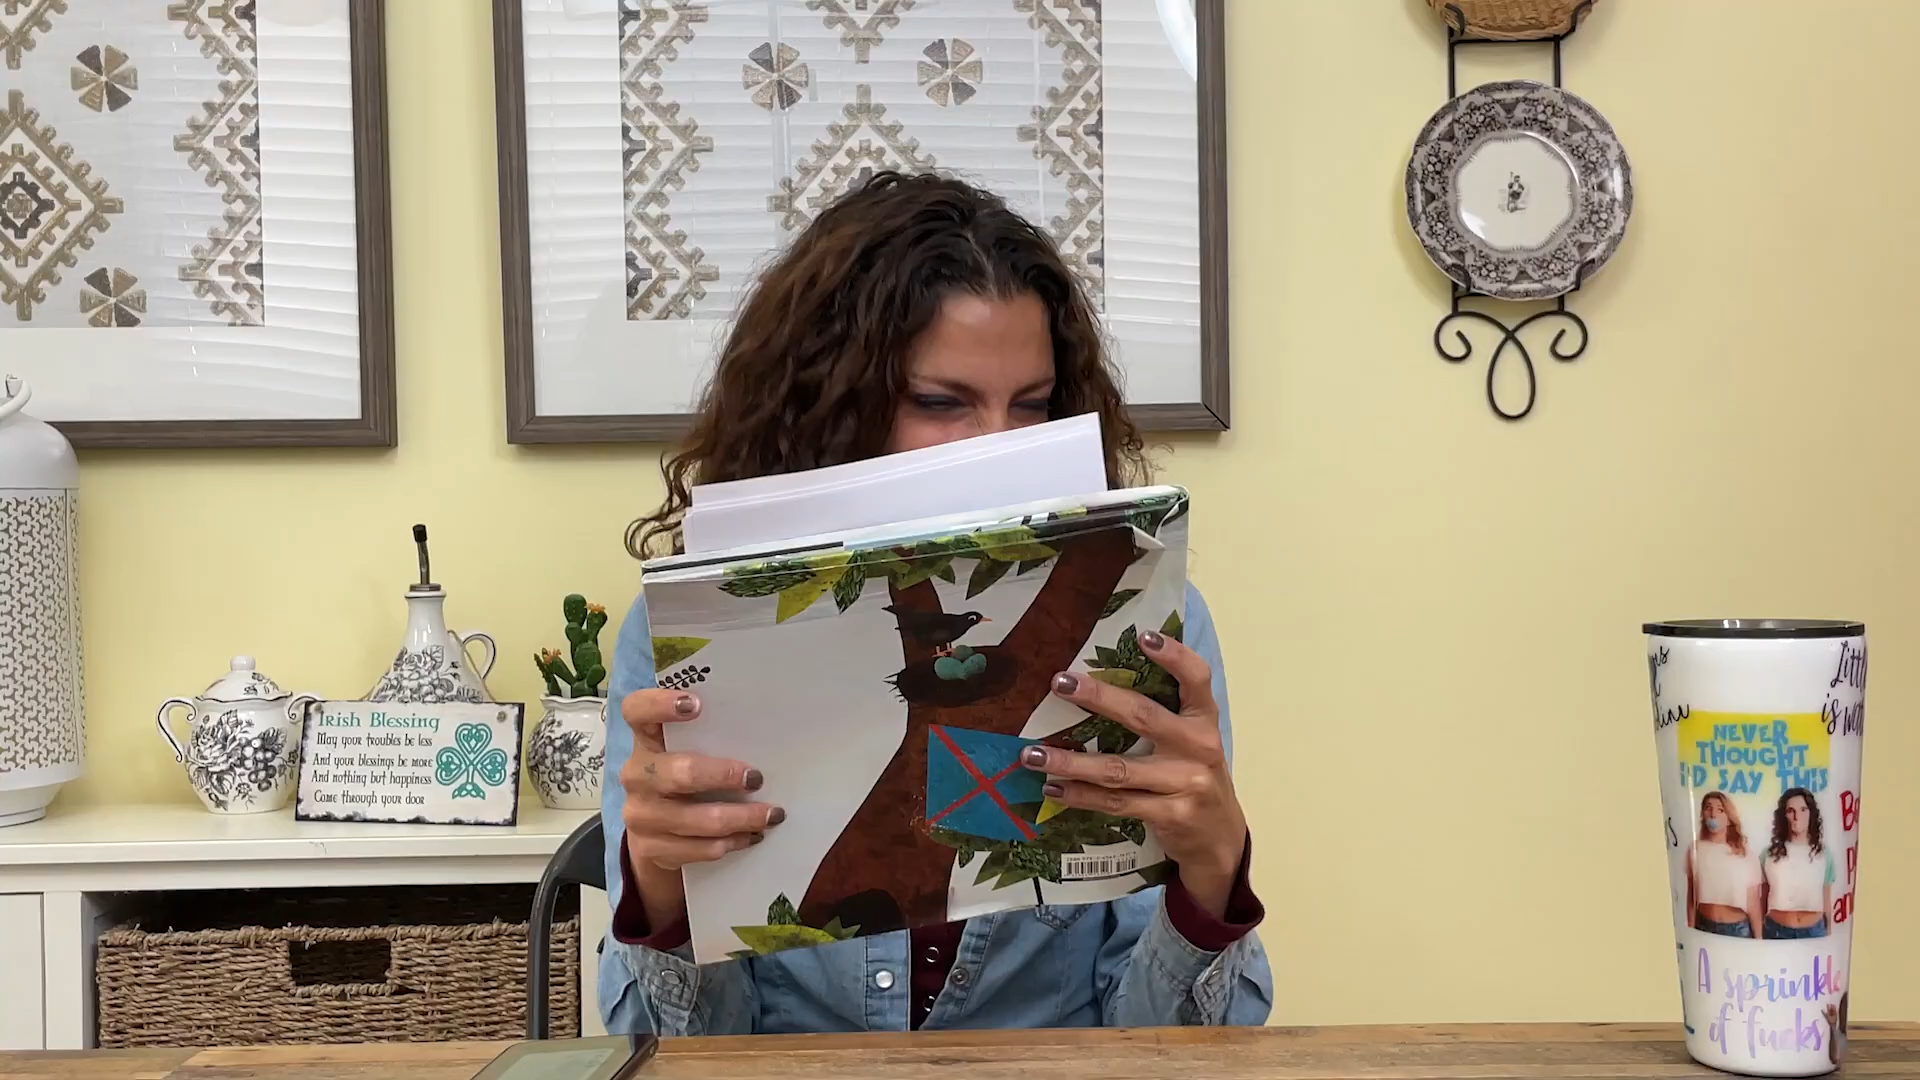 Irish Blessing
May your troubles be less
And your blessings be more
And nothing but happiness
Come through your door
NEVER
THOUGHT
I'D SAY THIS
A sprinkle
of fucks
is